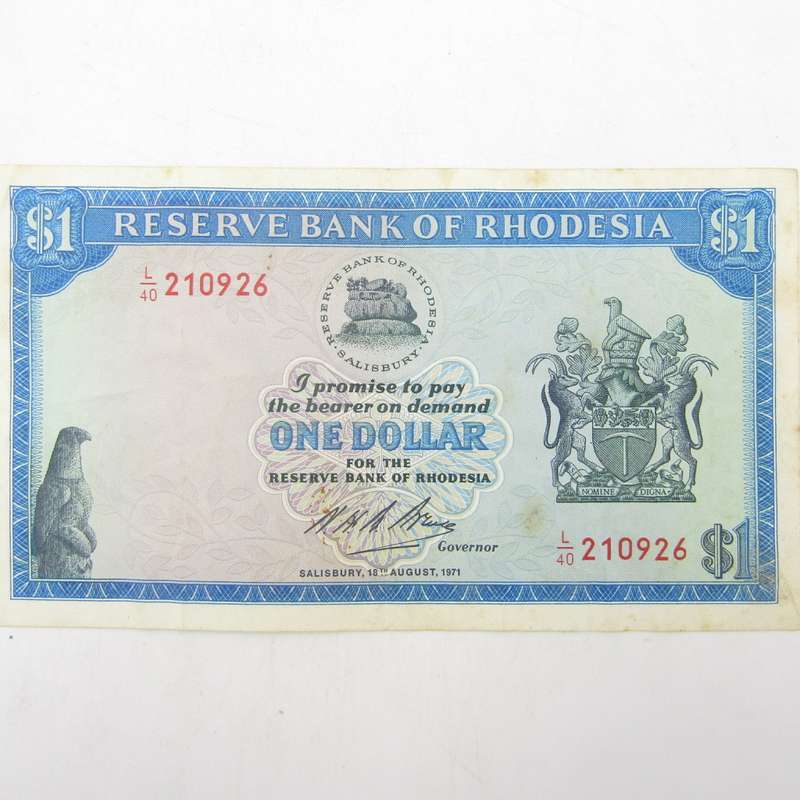 $1 RESERVE BANK OF RHODESIA $1
L/40 210926
RESERVE BANK OF RHODESIA
· SALISBURY ·
I promise to pay
the bearer on demand
ONE DOLLAR
FOR THE
RESERVE BANK OF RHODESIA
NOMINE DIGNA
Governor
L/40 210926 $1
SALISBURY, 18TH AUGUST, 1971